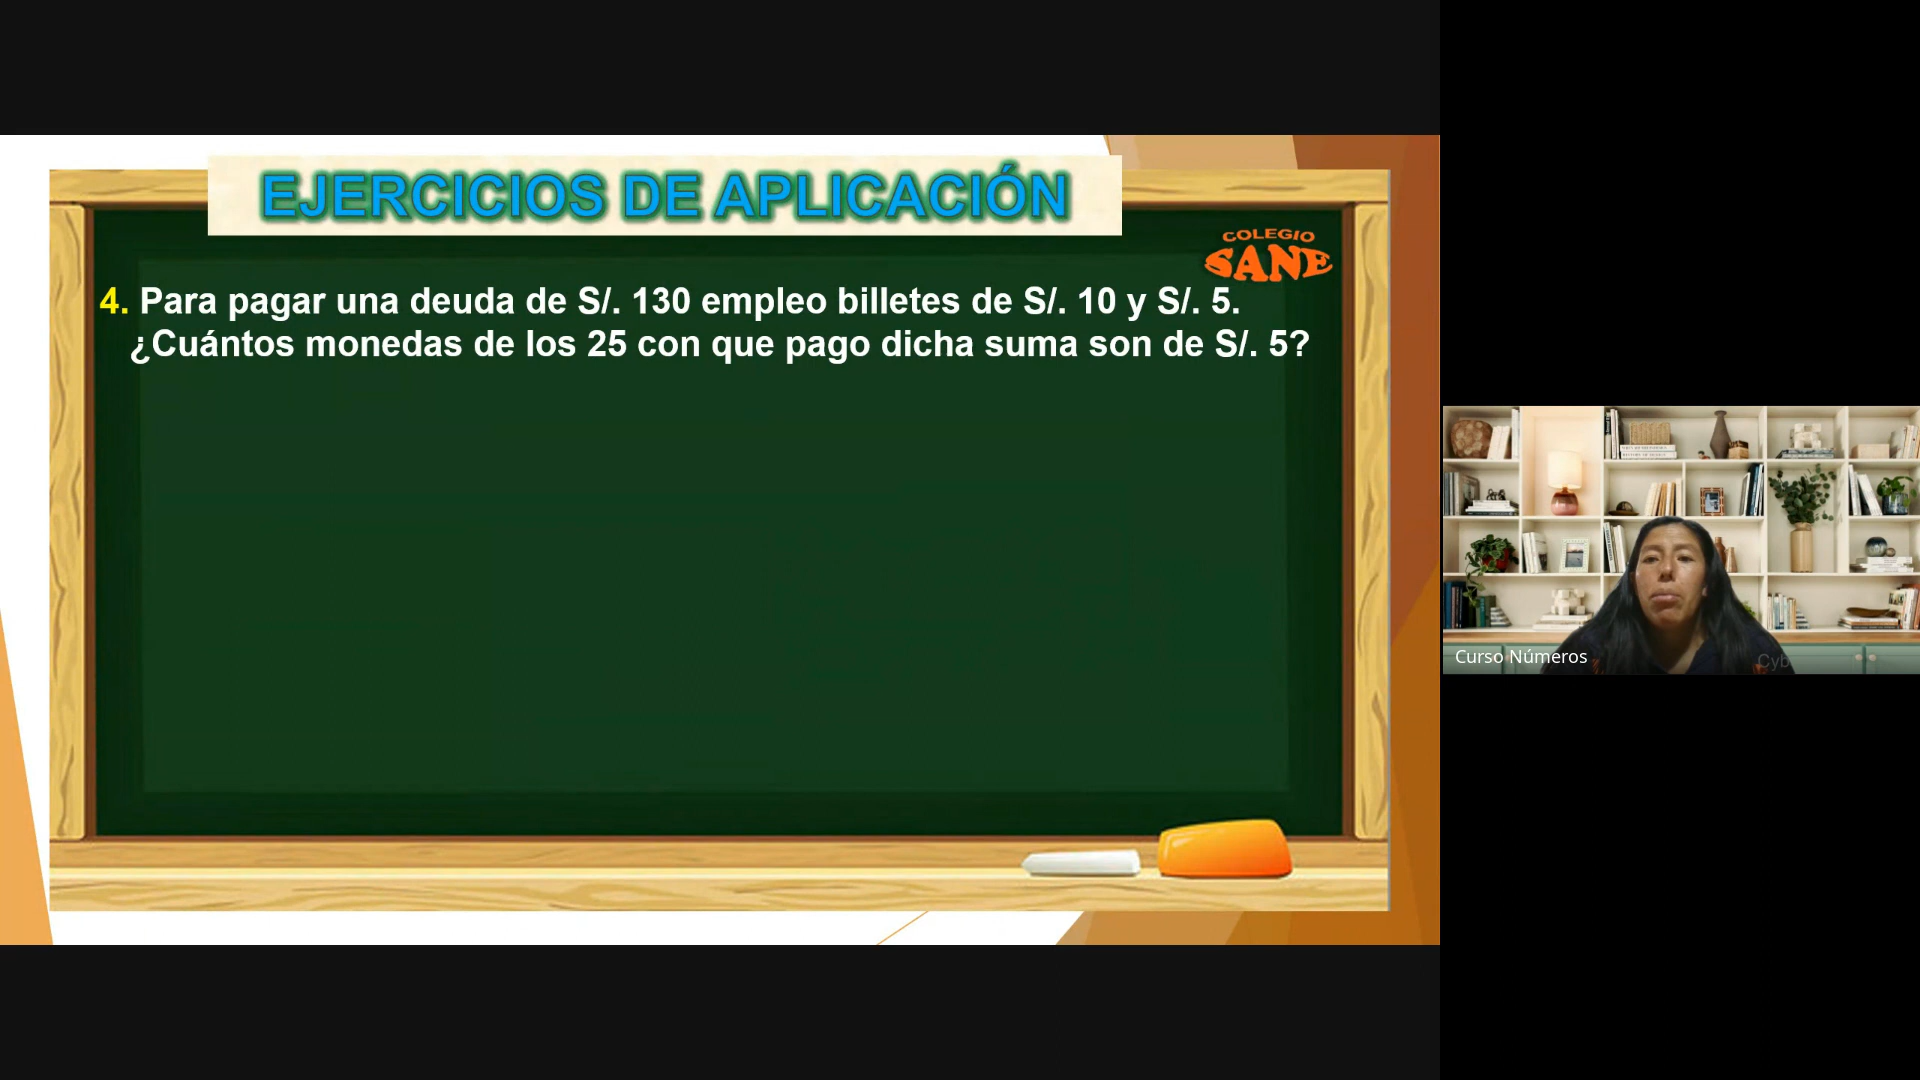 EJERCICIOS DE APLICACIÓN
COLEGIO
SANE
4. Para pagar una deuda de S/. 130 empleo billetes de S/. 10 y S/. 5.
¿Cuántos monedas de los 25 con que pago dicha suma son de S/. 5?
Curso Números